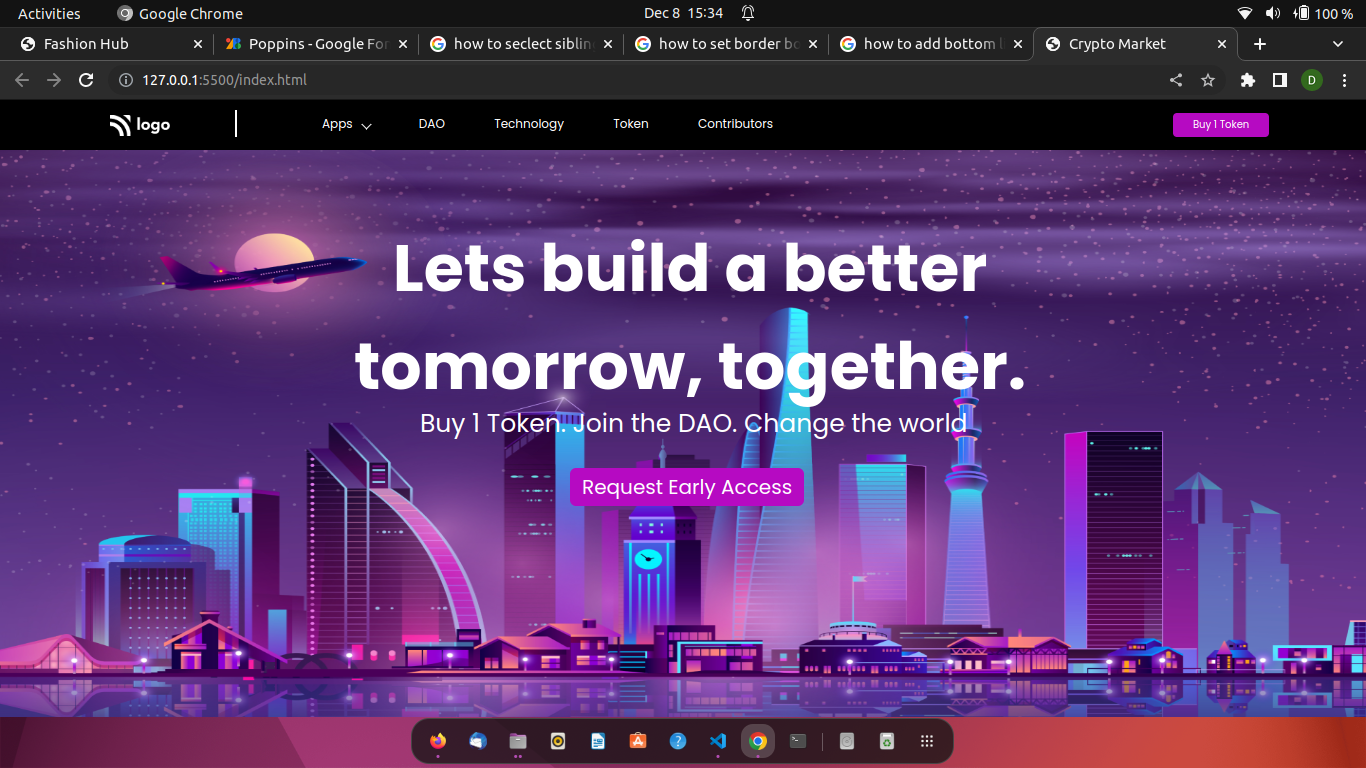 Activities
Google Chrome
Dec 8 15:34
100 %
Fashion Hub
Poppins - Google For
how to seclect siblin
how to set border bo
how to add bottom li
Crypto Market
127.0.0.1:5500/index.html
D
logo
Apps
DAO
Technology
Token
Contributors
Buy 1 Token
Lets build a better
tomorrow, together.
Buy 1 Token. Join the DAO. Change the world
Request Early Access